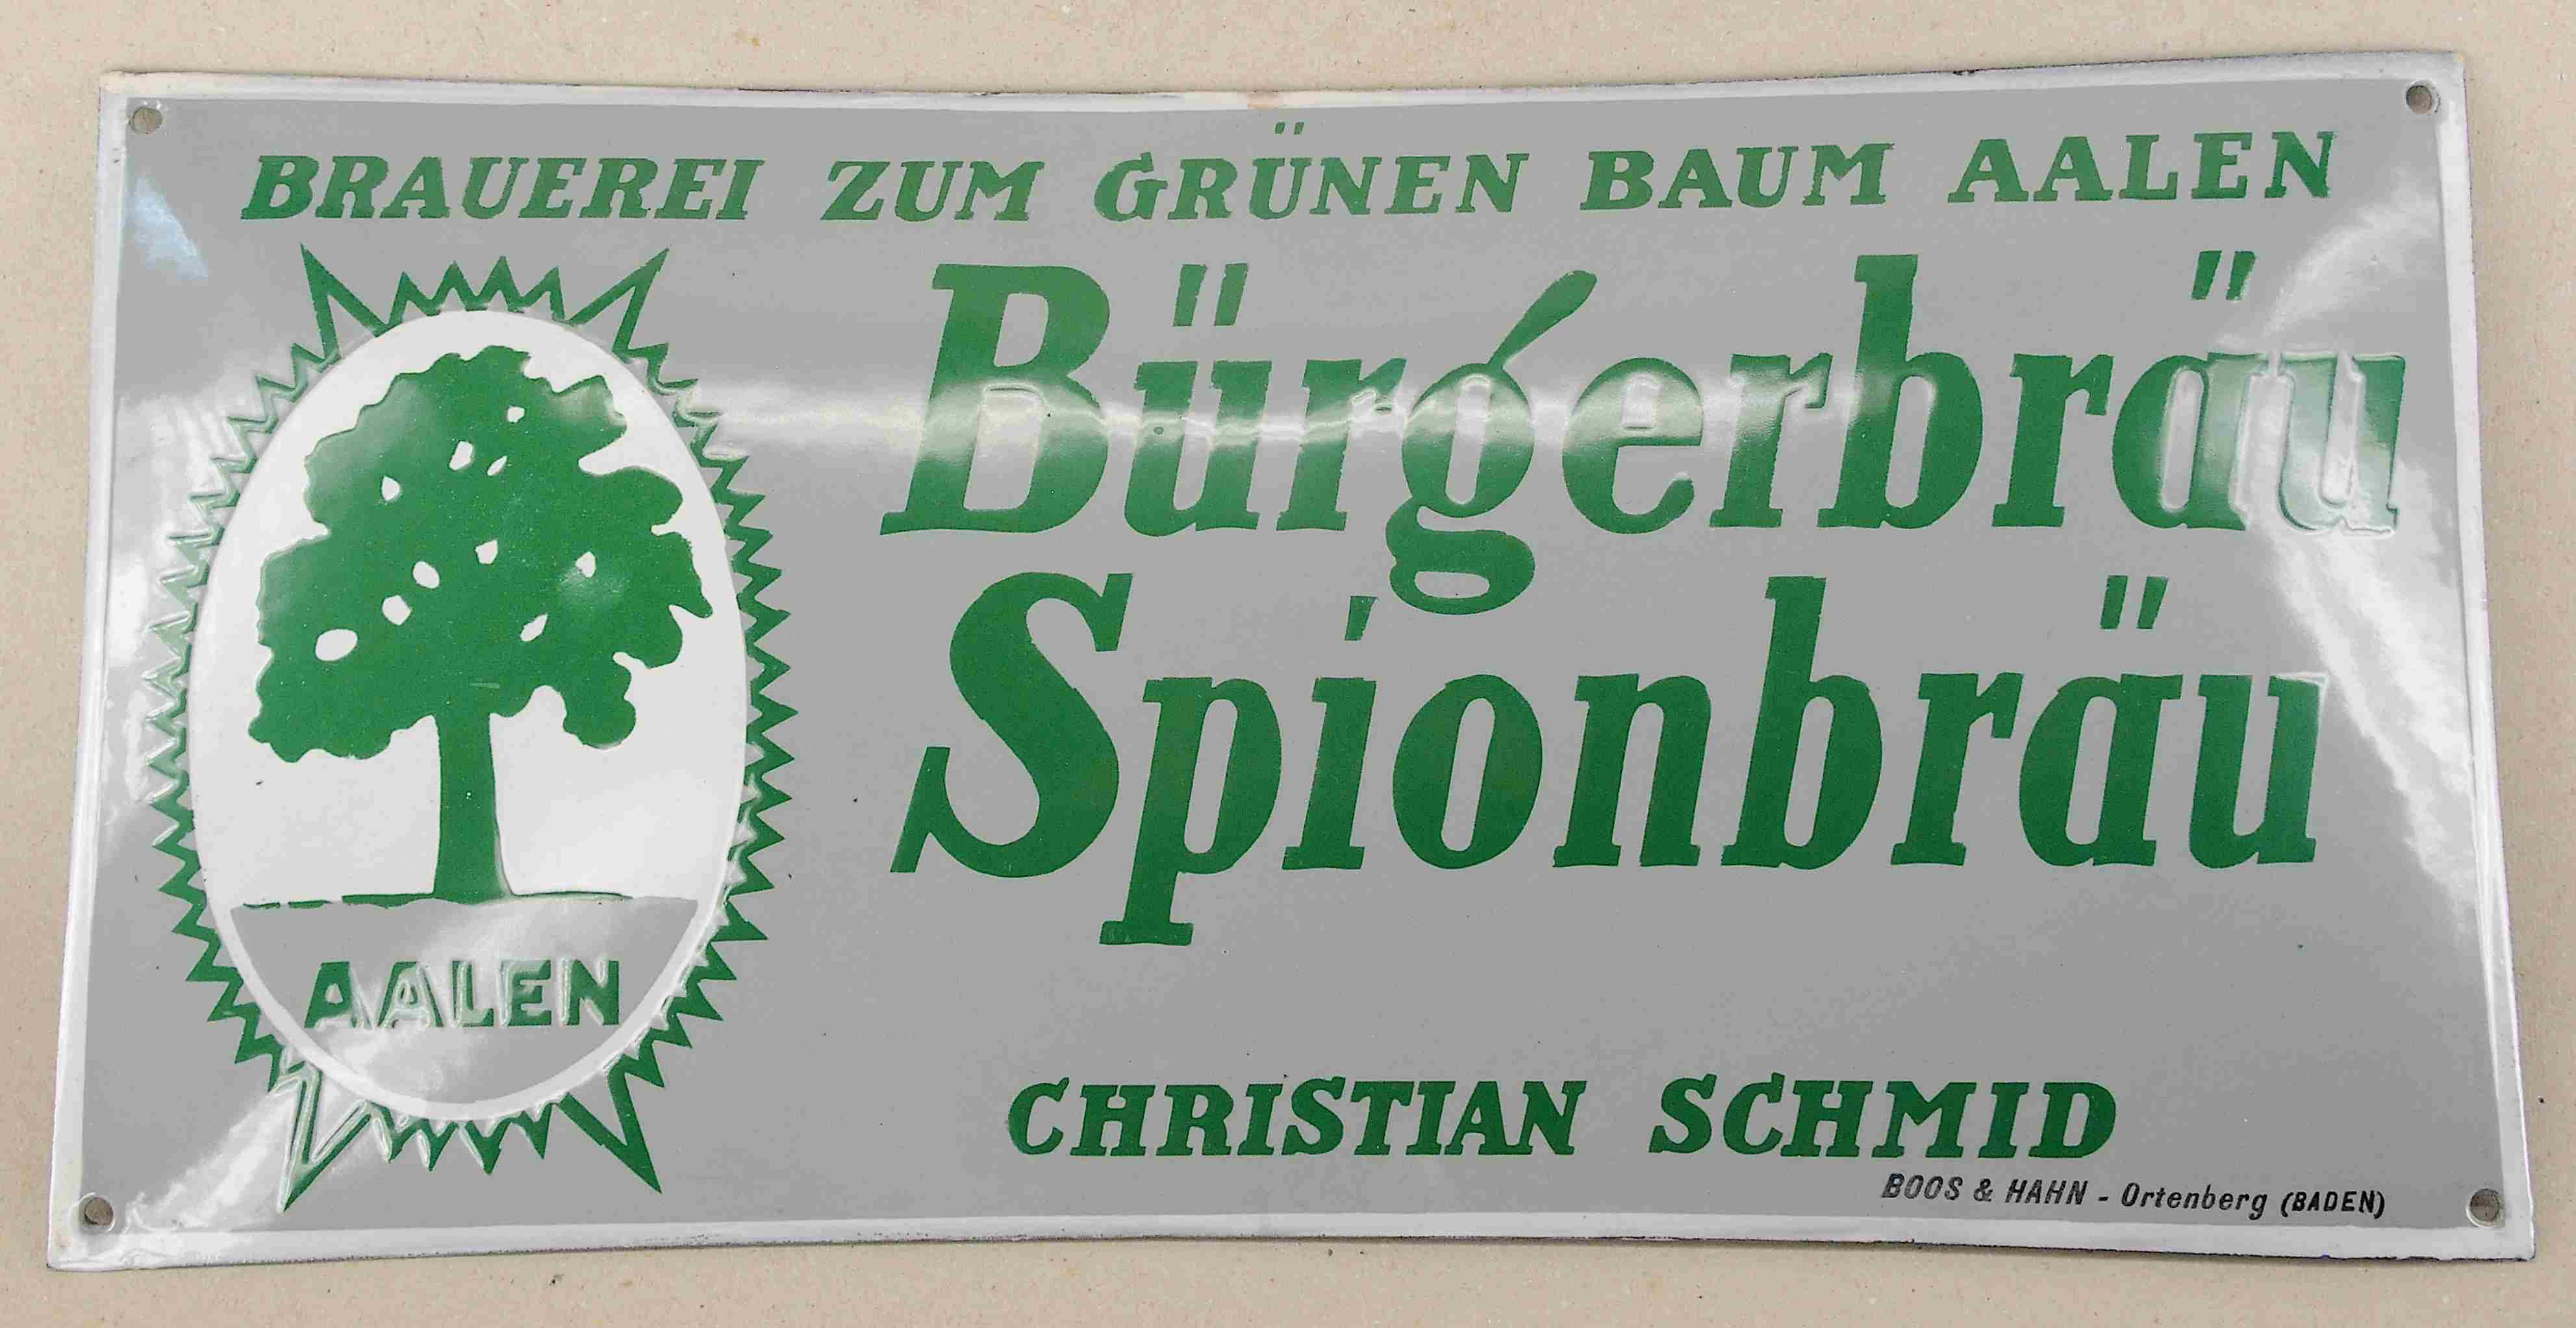 BRAUEREI ZUM GRÜNEN BAUM AALEN
Bürgerbräu
Spionbräu
AALEN
CHRISTIAN SCHMID
BOOS & HAHN - Ortenberg (BADEN)